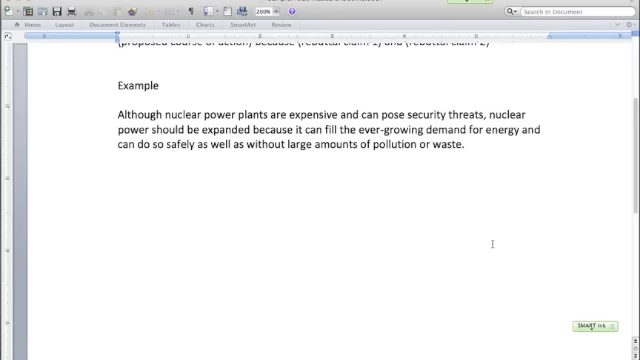 200%
Search in Document
Home Layout Document Elements Tables Charts SmartArt Review
(proposed course of action) because (rebuttal claim 1) and (rebuttal claim 2)
Example
Although nuclear power plants are expensive and can pose security threats, nuclear
power should be expanded because it can fill the ever-growing demand for energy and
can do so safely as well as without large amounts of pollution or waste.
SMART Ink